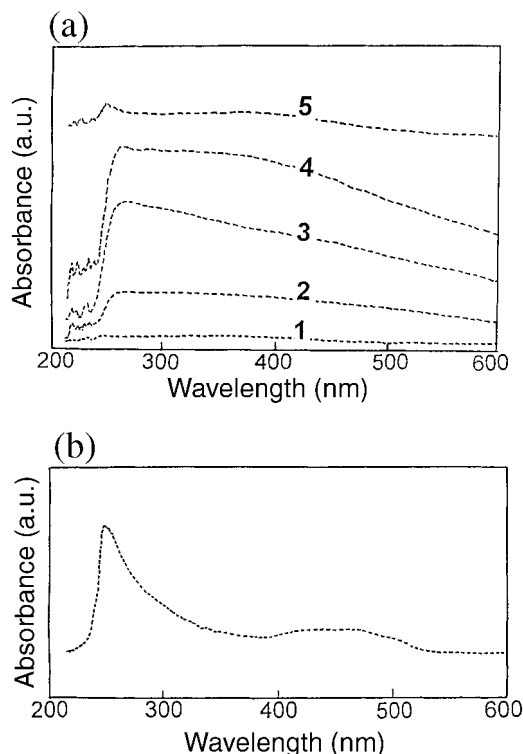 (a)
Absorbance (a.u.)
5
4
3
2
1
200 300 400 500 600
Wavelength (nm)
(b)
Absorbance (a.u.)
200 300 400 500 600
Wavelength (nm)